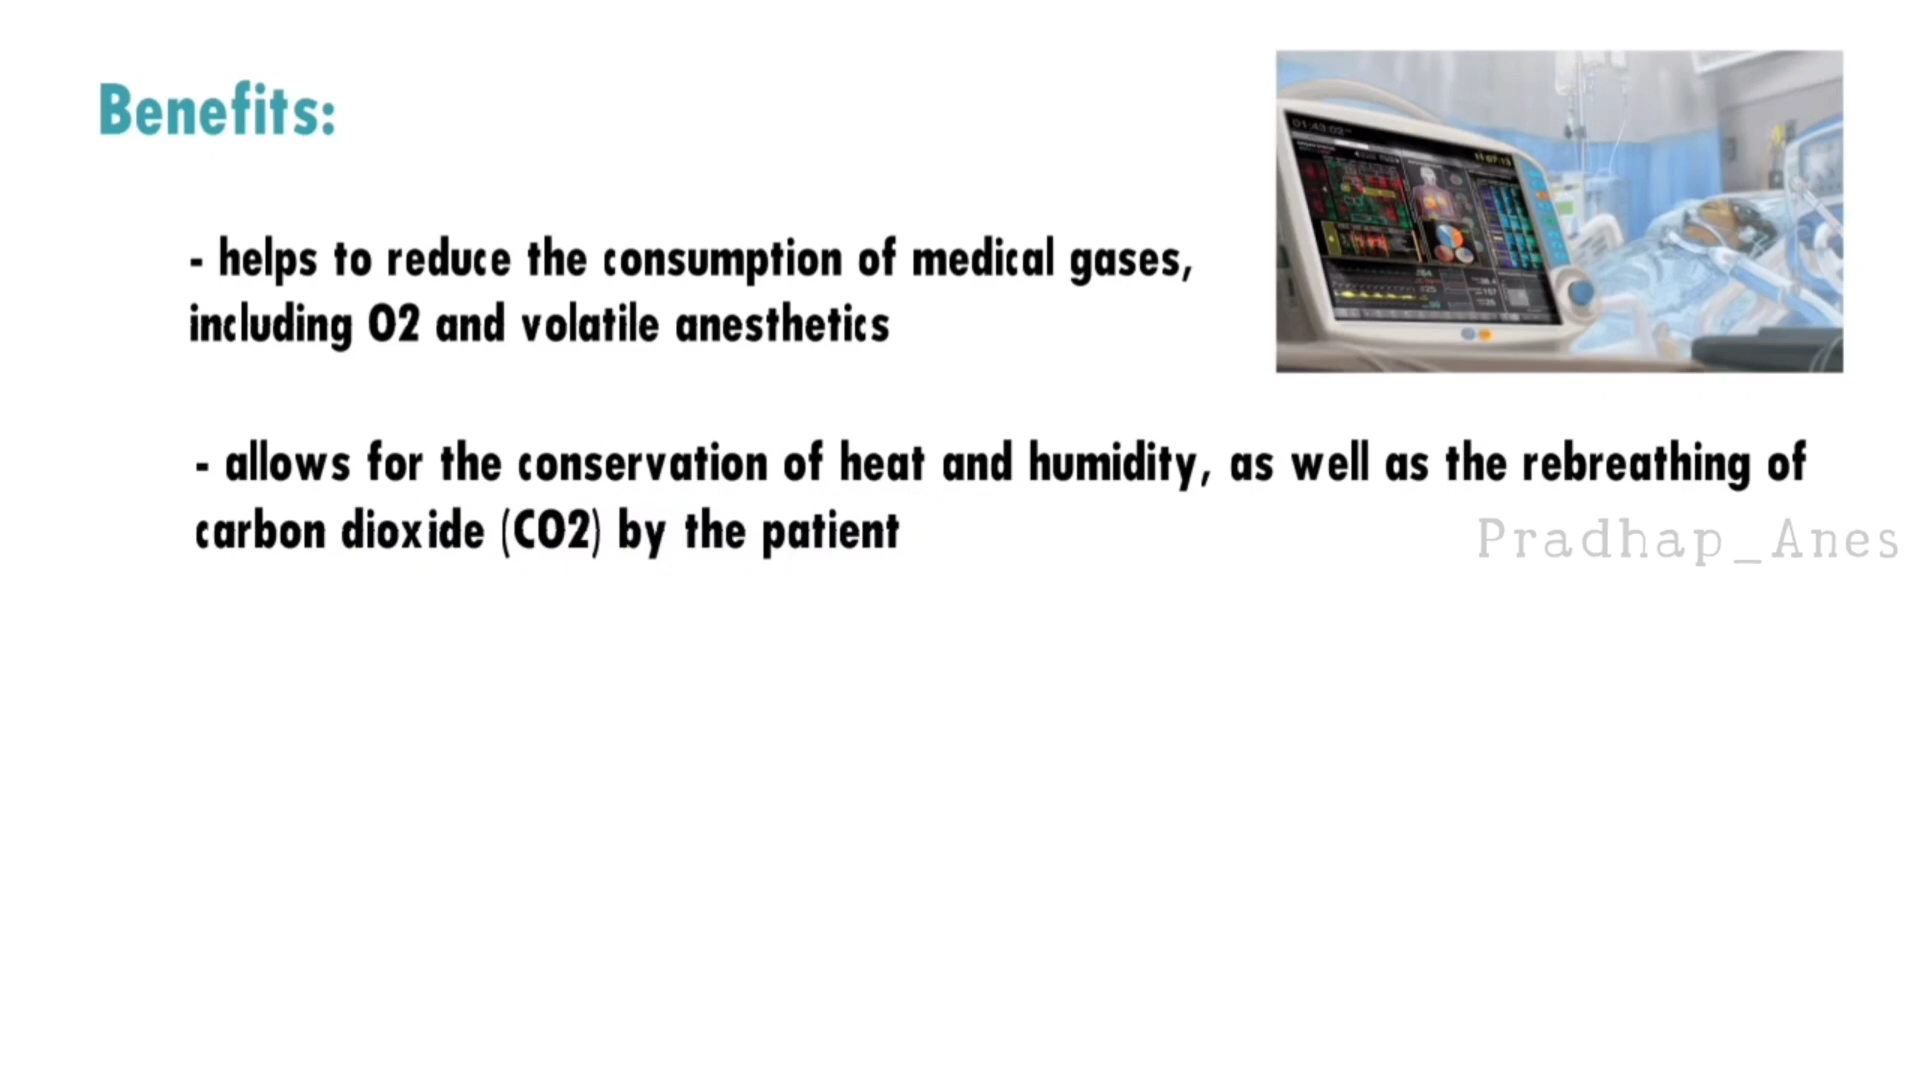 Benefits:
- helps to reduce the consumption of medical gases,
including O2 and volatile anesthetics
- allows for the conservation of heat and humidity, as well as the rebreathing of
carbon dioxide (CO2) by the patient
Pradhap_Anes